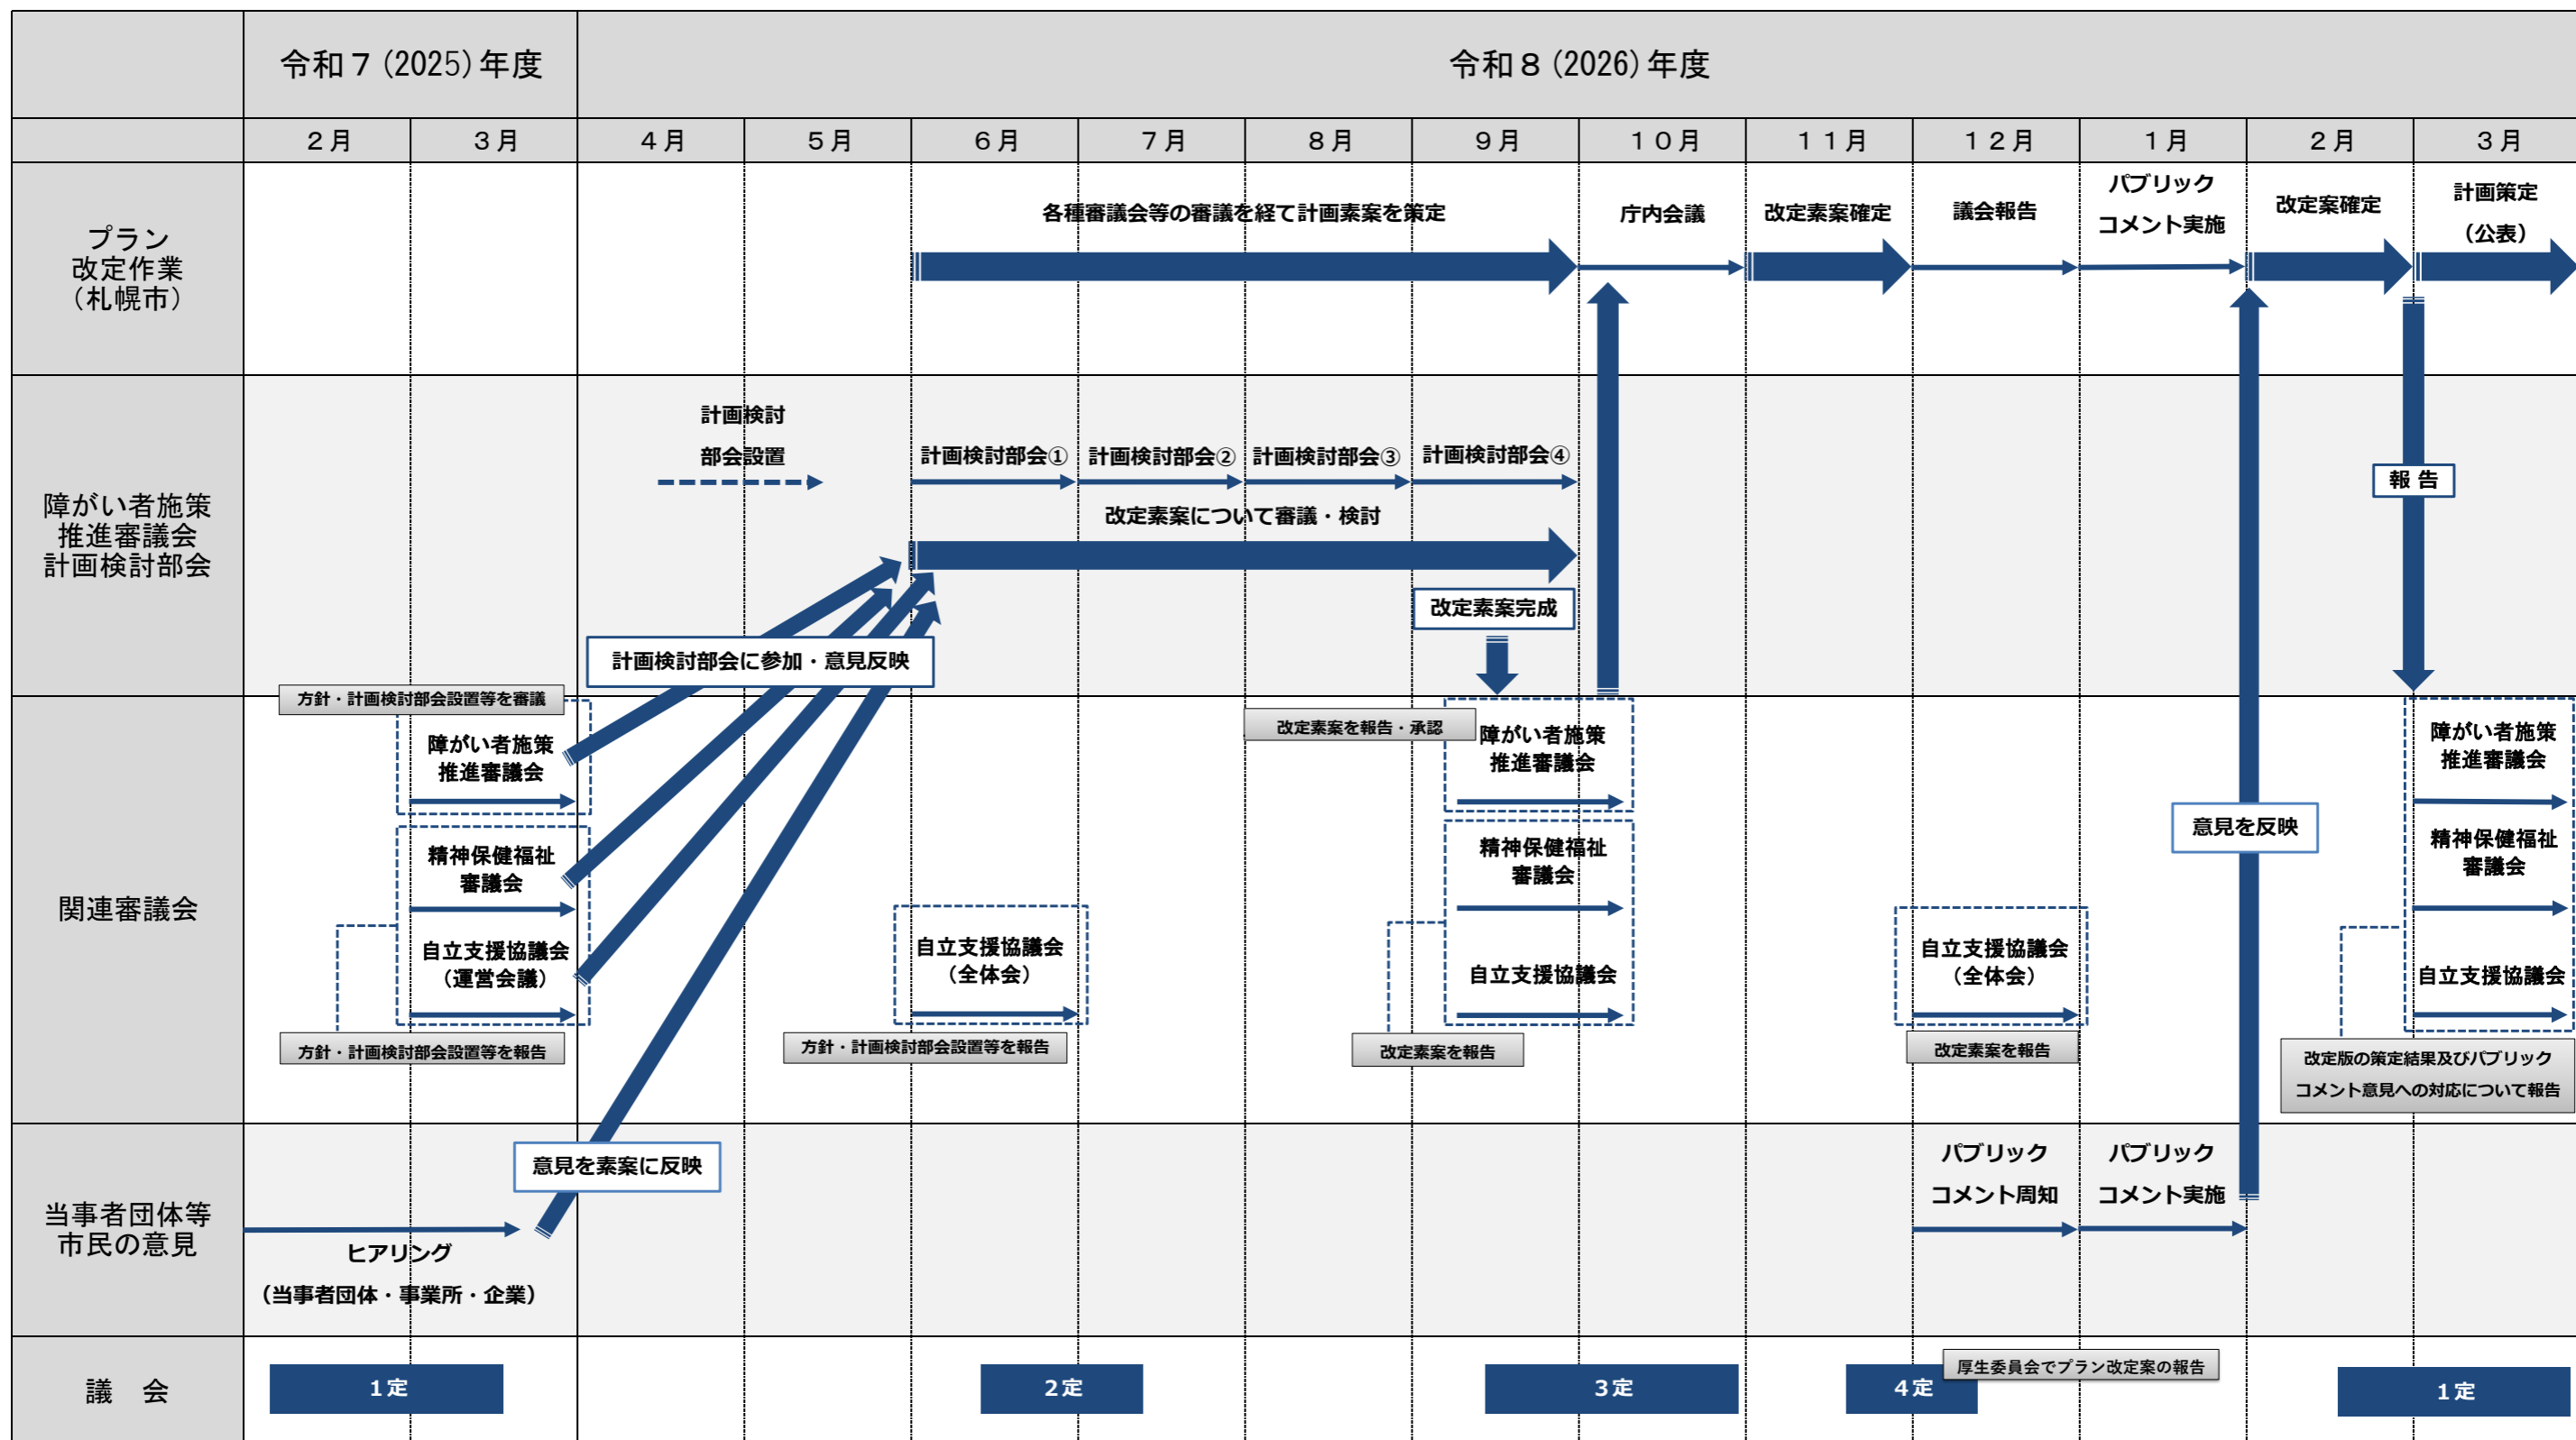 令和７(2025)年度
令和８(2026)年度
２月
３月
４月
５月
６月
７月
８月
９月
１０月
１１月
１２月
１月
２月
３月
プラン
改定作業
（札幌市）
各種審議会等の審議を経て計画素案を策定
庁内会議
改定素案確定
議会報告
パブリック
コメント実施
改定案確定
計画策定
（公表）
障がい者施策
推進審議会
計画検討部会
計画検討
部会設置
計画検討部会①
計画検討部会②
計画検討部会③
計画検討部会④
改定素案について審議・検討
改定素案完成
計画検討部会に参加・意見反映
報 告
関連審議会
方針・計画検討部会設置等を審議
障がい者施策
推進審議会
精神保健福祉
審議会
自立支援協議会
（運営会議）
方針・計画検討部会設置等を報告
自立支援協議会
（全体会）
方針・計画検討部会設置等を報告
改定素案を報告・承認
障がい者施策
推進審議会
精神保健福祉
審議会
自立支援協議会
改定素案を報告
自立支援協議会
（全体会）
改定素案を報告
意見を反映
障がい者施策
推進審議会
精神保健福祉
審議会
自立支援協議会
改定版の策定結果及びパブリック
コメント意見への対応について報告
当事者団体等
市民の意見
意見を素案に反映
ヒアリング
（当事者団体・事業所・企業）
パブリック
コメント周知
パブリック
コメント実施
議　会
１定
２定
３定
４定
厚生委員会でプラン改定案の報告
１定